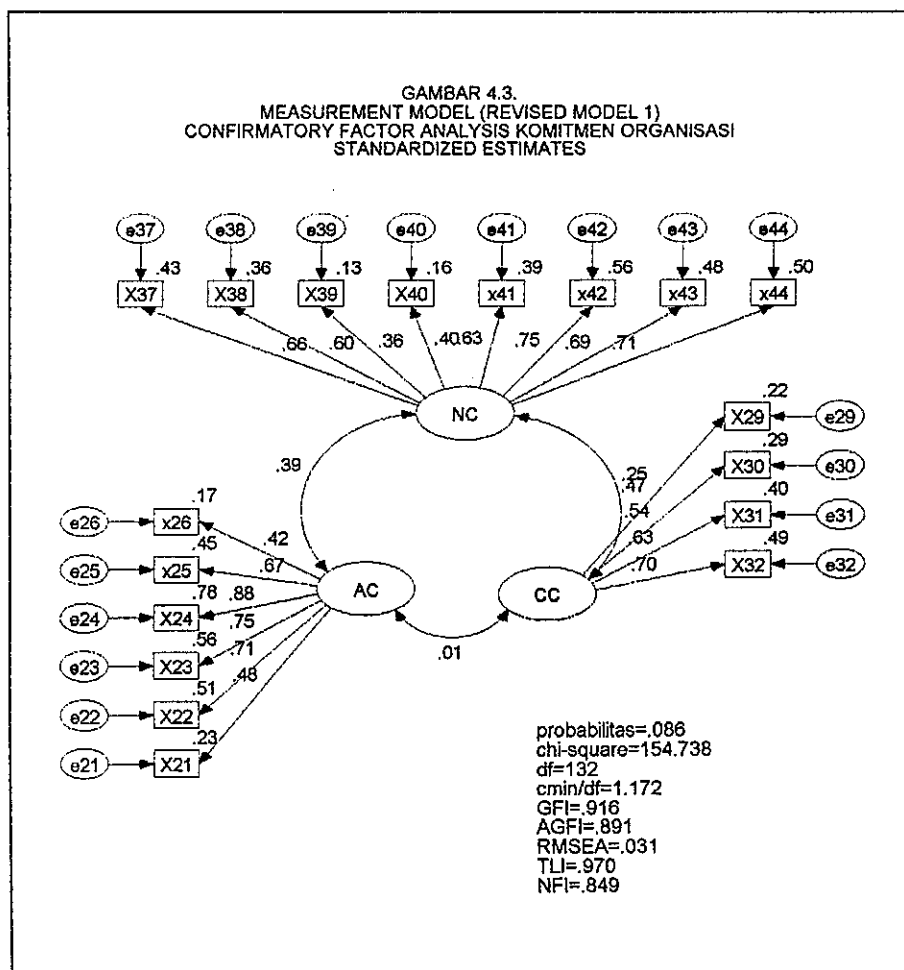 GAMBAR 4.3.
MEASUREMENT MODEL (REVISED MODEL 1)
CONFIRMATORY FACTOR ANALYSIS KOMITMEN ORGANISASI
STANDARDIZED ESTIMATES
e37 e38 e39 e40 e41 e42 e43 e44
.43 .36 .13 .16 .39 .56 .48 .50
X37 X38 X39 X40 x41 x42 x43 x44
.66 .60 .36 .40 .63 .75 .69 .71
NC
.22
X29 e29
.29
X30 e30
.40
X31 e31
.49
X32 e32
.39
.25
.47
.54
.63
.70
.17
e26 x26
.42
.45
e25 x25
.67
.78 .88
e24 X24
.75
.56 .71
e23 X23
.51 .48
e22 X22
.23
e21 X21
AC
CC
.01
probabilitas=.086
chi-square=154.738
df=132
cmin/df=1.172
GFI=.916
AGFI=.891
RMSEA=.031
TLI=.970
NFI=.849